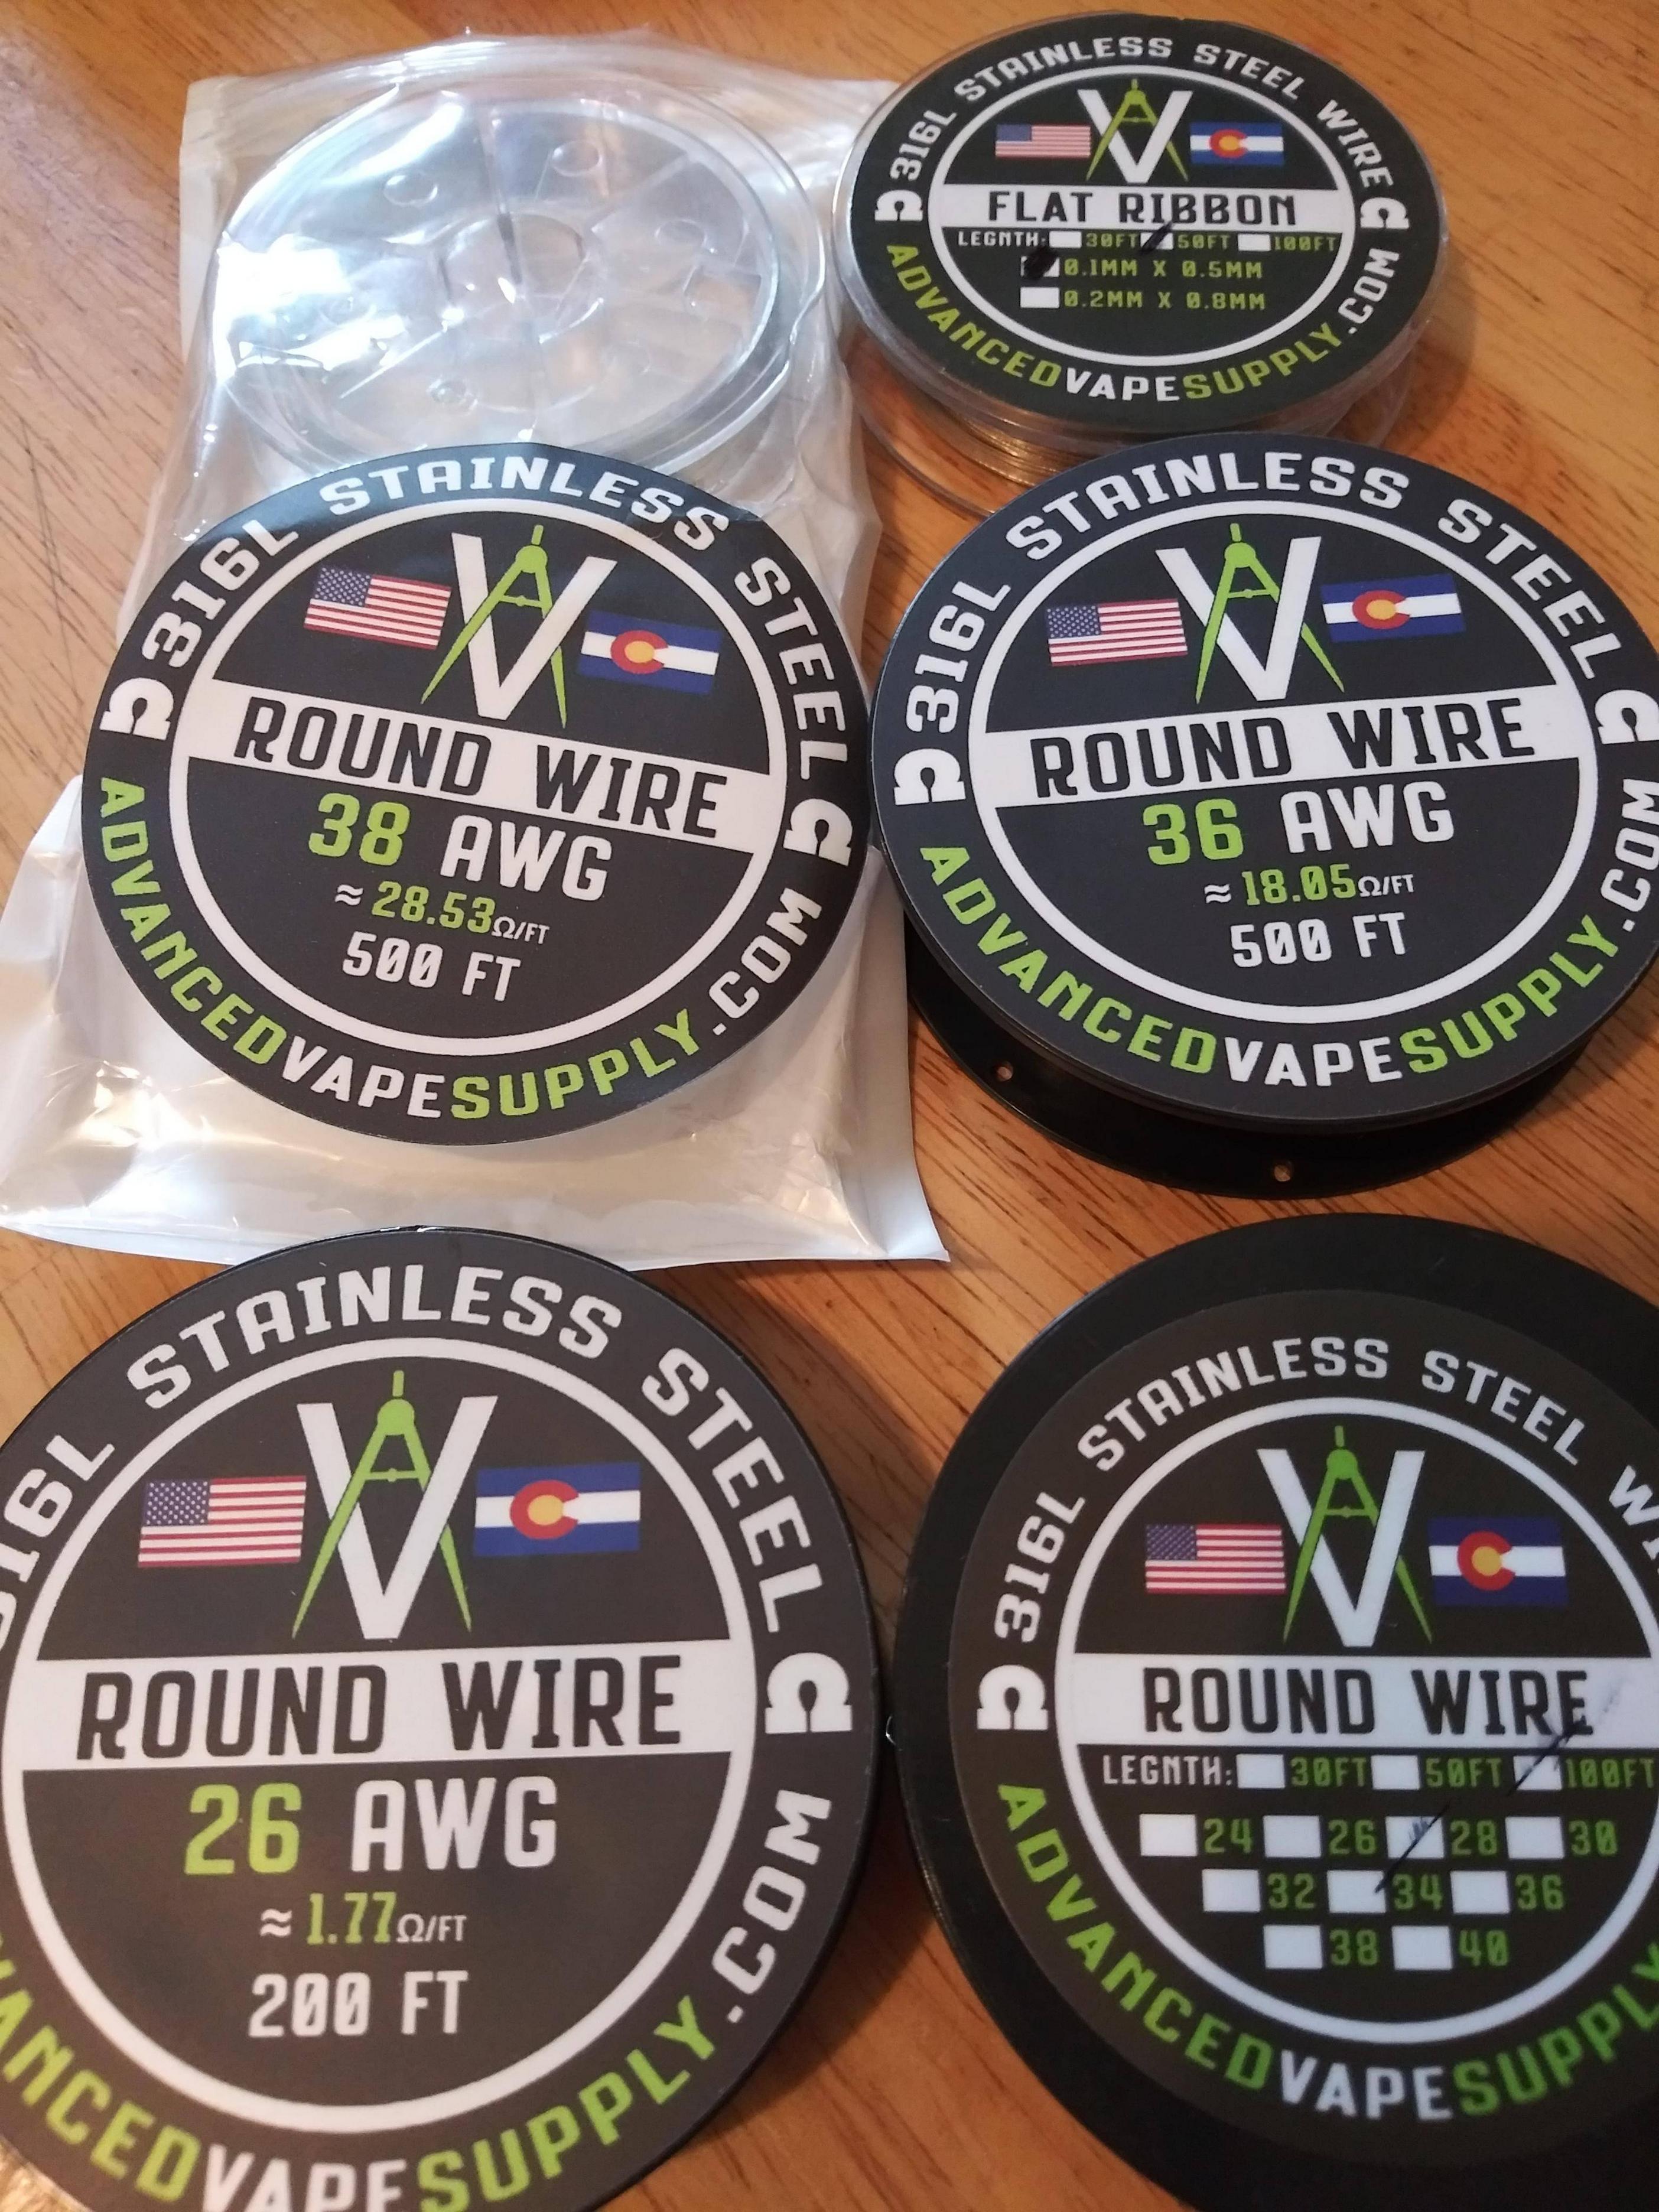 316L STAINLESS STEEL WIRE
FLAT RIBBON
LEGNTH: 30FT 50FT 100FT
0.1MM X 0.5MM
0.2MM X 0.8MM
ADVANCEDVAPESUPPLY.COM
Ω 316L STAINLESS STEEL Ω
ROUND WIRE
38 AWG
≈ 28.53Ω/FT
500 FT
ADVANCEDVAPESUPPLY.COM
Ω 316L STAINLESS STEEL Ω
ROUND WIRE
36 AWG
≈ 18.05Ω/FT
500 FT
ADVANCEDVAPESUPPLY.COM
316L STAINLESS STEEL Ω
ROUND WIRE
26 AWG
≈ 1.77Ω/FT
200 FT
VANCEDVAPESUPPLY.COM
Ω 316L STAINLESS STEEL WI
ROUND WIRE
LEGNTH: 30FT 50FT 100FT
24 26 28 30
32 34 36
38 40
ADVANCEDVAPESUPPLY